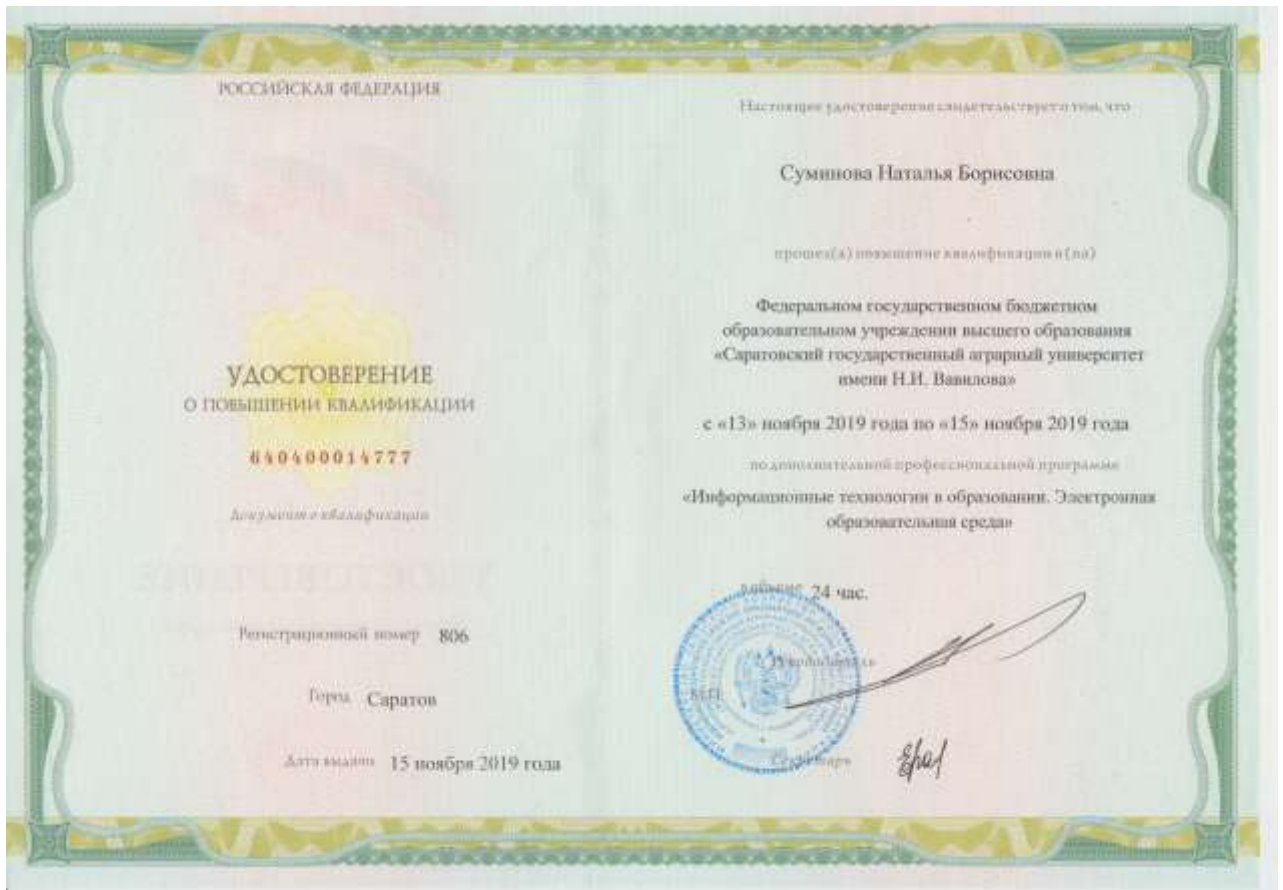 РОССИЙСКАЯ ФЕДЕРАЦИЯ
УДОСТОВЕРЕНИЕ
О ПОВЫШЕНИИ КВАЛИФИКАЦИИ
640400014777
Документ о квалификации
Регистрационный номер 806
Город Саратов
Дата выдачи 15 ноября 2019 года
Настоящее удостоверение свидетельствует о том, что
Суминова Наталья Борисовна
прошел(а) повышение квалификации в (на)
Федеральном государственном бюджетном
образовательном учреждении высшего образования
«Саратовский государственный аграрный университет
имени Н.И. Вавилова»
с «13» ноября 2019 года по «15» ноября 2019 года
по дополнительной профессиональной программе
«Информационные технологии в образовании. Электронная
образовательная среда»
в объеме 24 час.
Руководитель
М.П.
Секретарь